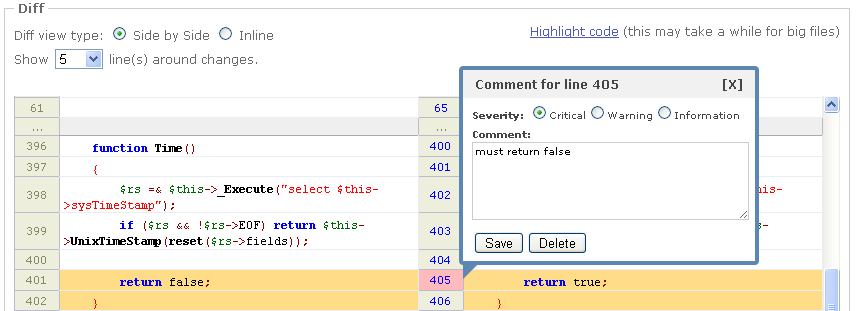 Diff
Diff view type: Side by Side Inline
Highlight code (this may take a while for big files)
Show 5 line(s) around changes.
61
...
396 function Time()
397 {
398 $rs =& $this->_Execute("select $this-
>sysTimeStamp");
399 if ($rs && !$rs->EOF) return $this-
>UnixTimeStamp(reset($rs->fields));
400
401 return false;
402 }
65
...
400
401
402
403
404
405 return true;
406 }
Comment for line 405 [X]
Severity: Critical Warning Information
Comment:
must return false
Save Delete
his-
is-